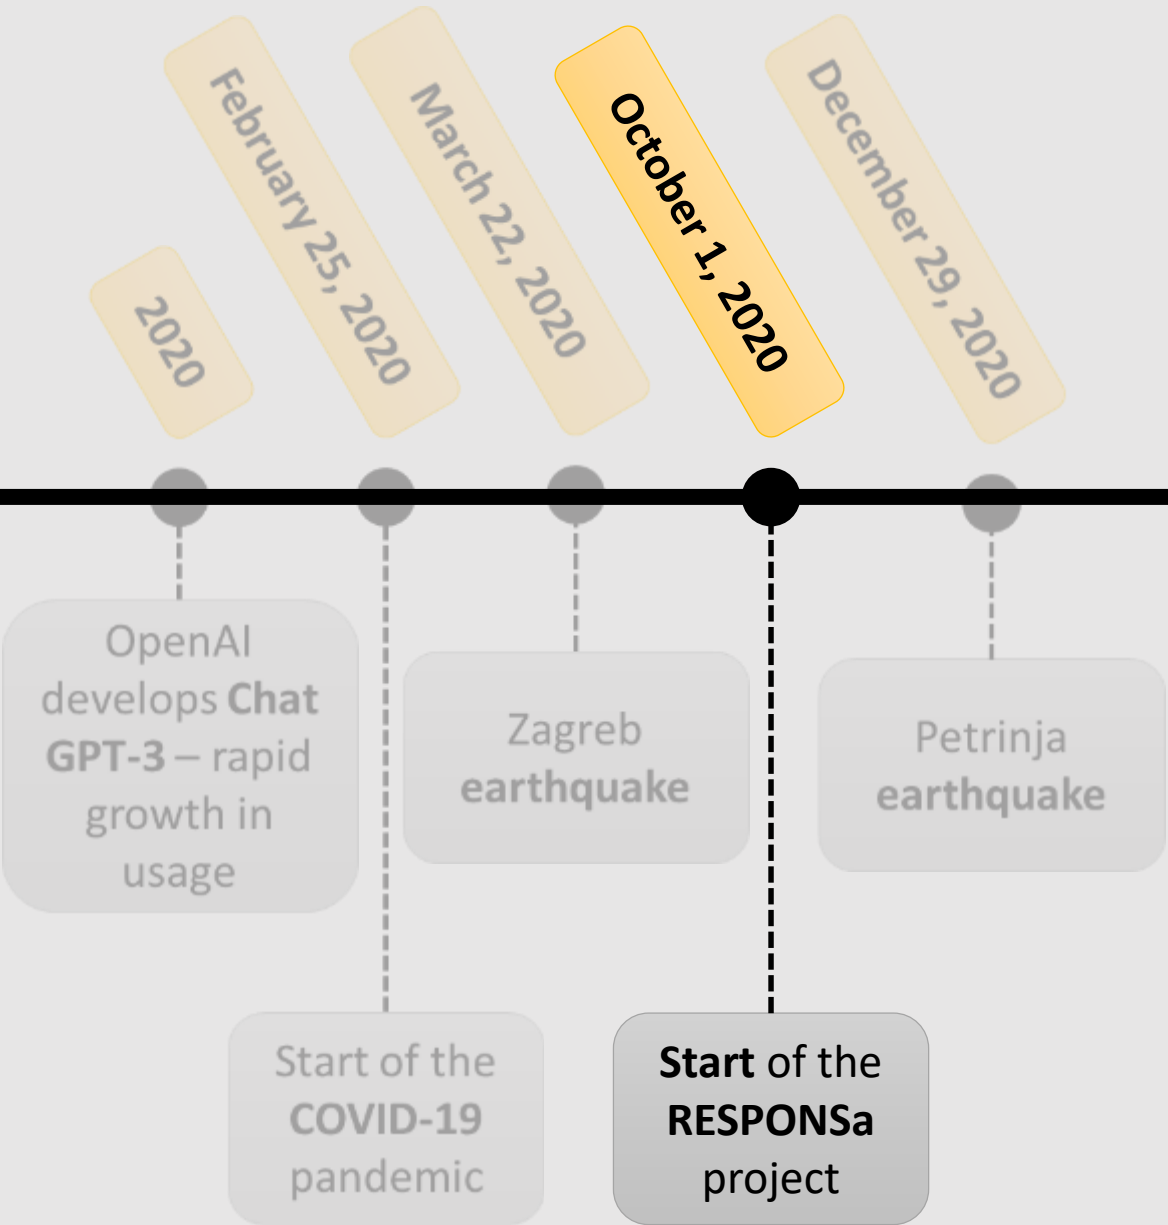 2020
February 25, 2020
March 22, 2020
October 1, 2020
December 29, 2020
OpenAI
develops Chat
GPT-3 – rapid
growth in
usage
Start of the
COVID-19
pandemic
Zagreb
earthquake
Start of the
RESPONSa
project
Petrinja
earthquake